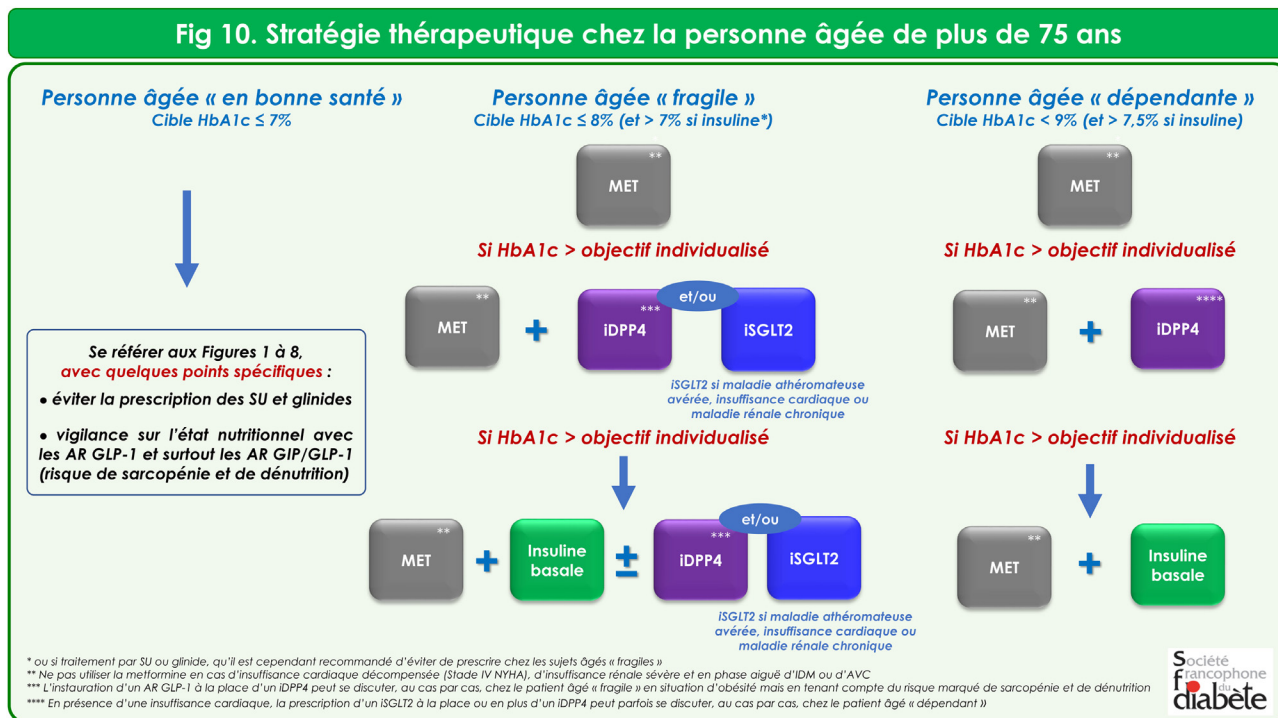 Fig 10. Stratégie thérapeutique chez la personne âgée de plus de 75 ans
Personne âgée « en bonne santé »
Cible HbA1c ≤ 7%
Se référer aux Figures 1 à 8,
avec quelques points spécifiques :
● éviter la prescription des SU et glinides
● vigilance sur l’état nutritionnel avec
les AR GLP-1 et surtout les AR GIP/GLP-1
(risque de sarcopénie et de dénutrition)
Personne âgée « fragile »
Cible HbA1c ≤ 8% (et > 7% si insuline*)
**
MET
Si HbA1c > objectif individualisé
**
MET
+
***
iDPP4
et/ou
iSGLT2
iSGLT2 si maladie athéromateuse
avérée, insuffisance cardiaque ou
maladie rénale chronique
Si HbA1c > objectif individualisé
**
MET
+
Insuline
basale
±
***
iDPP4
et/ou
iSGLT2
iSGLT2 si maladie athéromateuse
avérée, insuffisance cardiaque ou
maladie rénale chronique
Personne âgée « dépendante »
Cible HbA1c < 9% (et > 7,5% si insuline)
**
MET
Si HbA1c > objectif individualisé
**
MET
+
****
iDPP4
Si HbA1c > objectif individualisé
**
MET
+
Insuline
basale
* ou si traitement par SU ou glinide, qu’il est cependant recommandé d’éviter de prescrire chez les sujets âgés « fragiles »
** Ne pas utiliser la metformine en cas d’insuffisance cardiaque décompensée (Stade IV NYHA), d’insuffisance rénale sévère et en phase aiguë d’IDM ou d’AVC
*** L’instauration d’un AR GLP-1 à la place d’un iDPP4 peut se discuter, au cas par cas, chez le patient âgé « fragile » en situation d’obésité mais en tenant compte du risque marqué de sarcopénie et de dénutrition
**** En présence d’une insuffisance cardiaque, la prescription d’un iSGLT2 à la place ou en plus d’un iDPP4 peut parfois se discuter, au cas par cas, chez le patient âgé « dépendant »
Société
Francophone
du
diabète